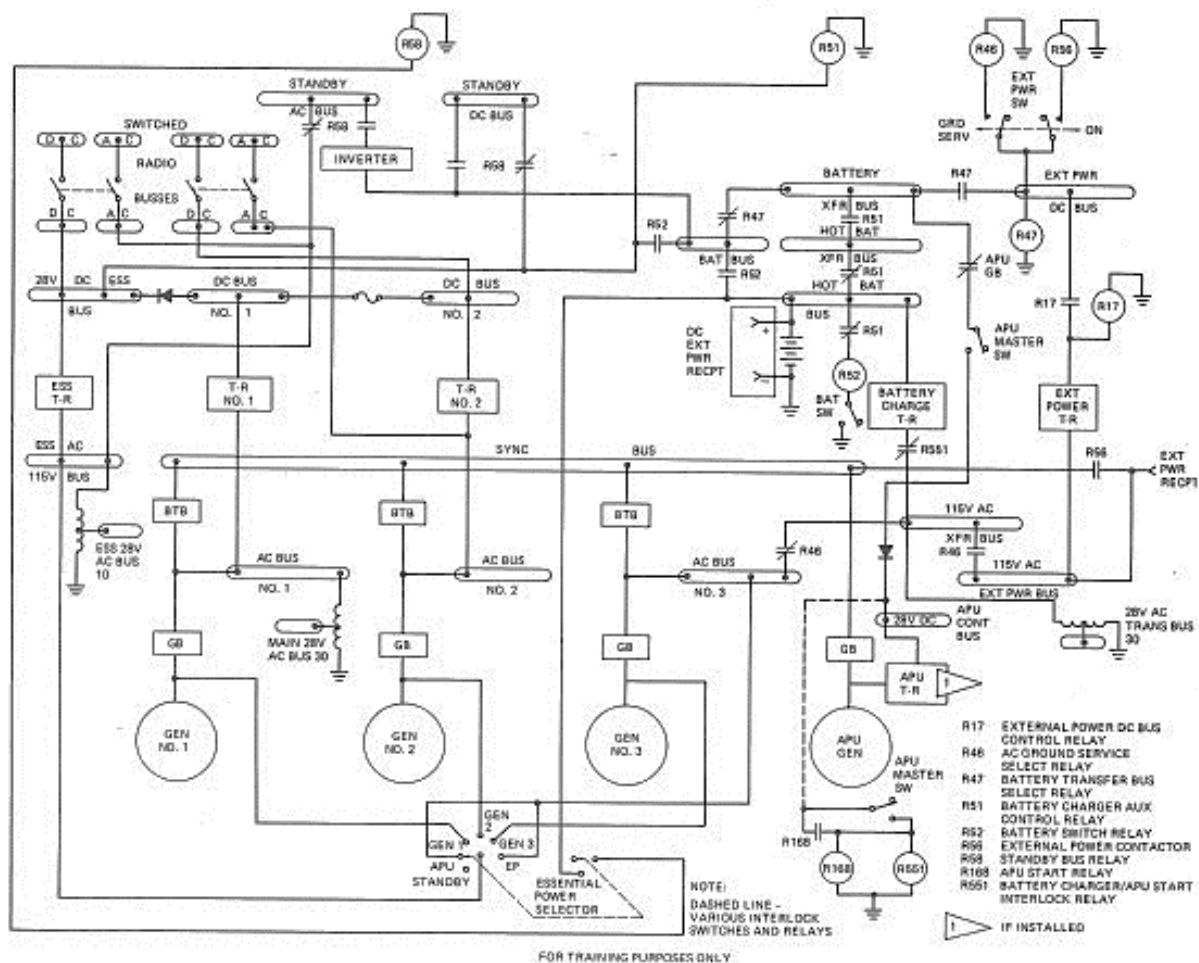 R58
R51
R46
R56
STANDBY
AC BUS
R58
INVERTER
STANDBY
DC BUS
R58
EXT
PWR
SW
GRD
SERV
ON
SWITCHED
D C
A C
D C
A C
RADIO
BUSSES
D C
A C
D C
A C
BATTERY
XFR BUS
R51
R47
R47
EXT PWR
DC BUS
R47
R52
BAT BUS
R52
HOT BAT
XFR BUS
R51
APU
GB
28V DC ESS
BUS
DC BUS
NO. 1
DC BUS
NO. 2
HOT BAT
BUS
R51
R17
R17
DC
EXT
PWR
RECPT
+
-
R52
BAT
SW
APU
MASTER
SW
ESS
T-R
T-R
NO. 1
T-R
NO. 2
BATTERY
CHARGE
T-R
EXT
POWER
T-R
R551
ESS AC
115V BUS
SYNC BUS
R56
EXT
PWR
RECPT
BTB
BTB
BTB
115V AC
XFR BUS
R46
R46
115V AC
EXT PWR BUS
ESS 28V
AC BUS
10
AC BUS
NO. 1
AC BUS
NO. 2
AC BUS
NO. 3
MAIN 28V
AC BUS 30
28V DC
APU
CONT
BUS
28V AC
TRANS BUS
30
GB
GB
GB
GB
APU
T-R
1
GEN
NO. 1
GEN
NO. 2
GEN
NO. 3
APU
GEN
APU
MASTER
SW
R168
R168
R551
GEN 1
GEN
2
GEN 3
APU
EP
STANDBY
ESSENTIAL
POWER
SELECTOR
NOTE:
DASHED LINE –
VARIOUS INTERLOCK
SWITCHES AND RELAYS
R17 EXTERNAL POWER DC BUS
CONTROL RELAY
R46 AC GROUND SERVICE
SELECT RELAY
R47 BATTERY TRANSFER BUS
SELECT RELAY
R51 BATTERY CHARGER AUX
CONTROL RELAY
R52 BATTERY SWITCH RELAY
R56 EXTERNAL POWER CONTACTOR
R58 STANDBY BUS RELAY
R168 APU START RELAY
R551 BATTERY CHARGER/APU START
INTERLOCK RELAY
1 IF INSTALLED
FOR TRAINING PURPOSES ONLY